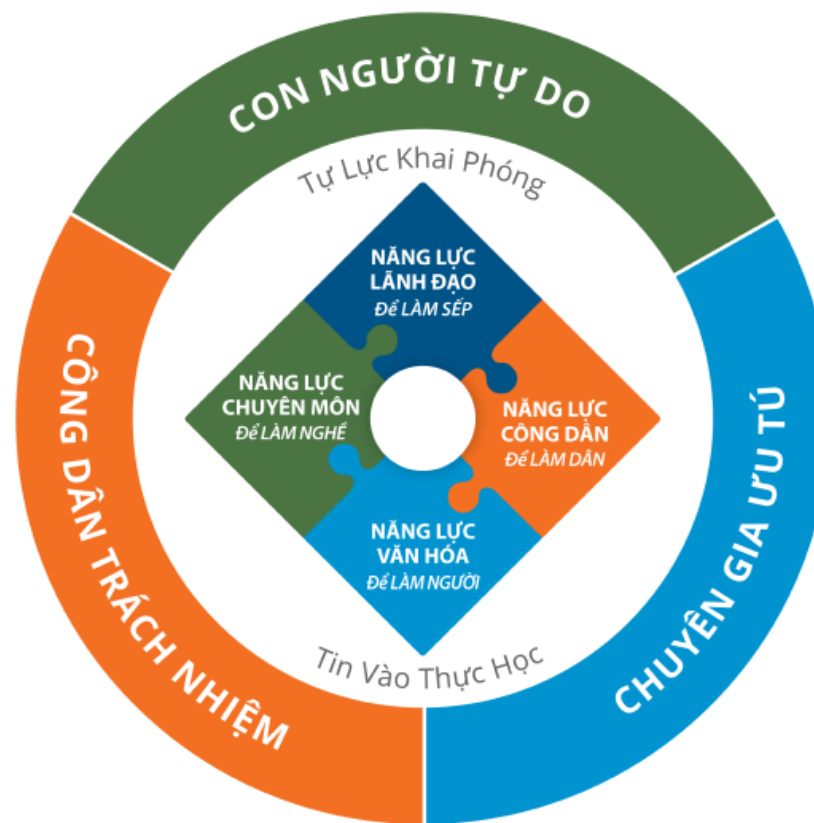 CON NGƯỜI TỰ DO
Tự Lực Khai Phóng
NĂNG LỰC
LÃNH ĐẠO
Để LÀM SẾP
NĂNG LỰC
CHUYÊN MÔN
Để LÀM NGHỀ
NĂNG LỰC
CÔNG DÂN
Để LÀM DÂN
NĂNG LỰC
VĂN HÓA
Để LÀM NGƯỜI
Tin Vào Thực Học
CÔNG DÂN TRÁCH NHIỆM
CHUYÊN GIA ƯU TÚ